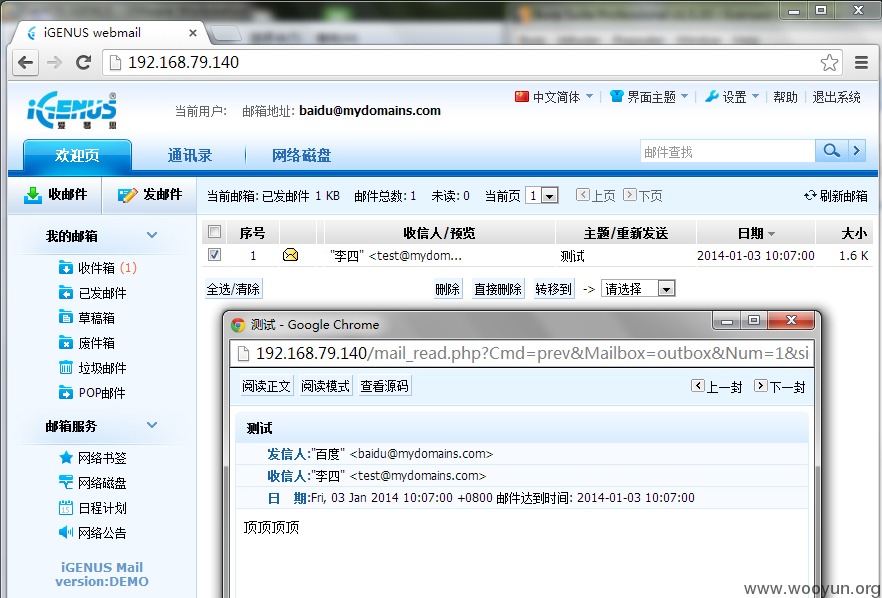 iGENUS webmail
192.168.79.140
iGENUS
爱琴思
当前用户: 邮箱地址: baidu@mydomains.com
中文简体 界面主题 设置 帮助 退出系统
欢迎页 通讯录 网络磁盘
邮件查找
收邮件 发邮件
当前邮箱: 已发邮件 1 KB 邮件总数: 1 未读: 0 当前页 1 上页 下页 刷新邮箱
我的邮箱
收件箱 (1)
已发邮件
草稿箱
废件箱
垃圾邮件
POP邮件
邮箱服务
网络书签
网络磁盘
日程计划
网络公告
iGENUS Mail
version:DEMO
序号 收信人/预览 主题/重新发送 日期 大小
1 "李四" <test@mydom... 测试 2014-01-03 10:07:00 1.6 K
全选/清除 删除 直接删除 转移到 -> 请选择
测试 - Google Chrome
192.168.79.140/mail_read.php?Cmd=prev&Mailbox=outbox&Num=1&si
阅读正文 阅读模式 查看源码 上一封 下一封
测试
发信人:"百度" <baidu@mydomains.com>
收信人:"李四" <test@mydomains.com>
日 期:Fri, 03 Jan 2014 10:07:00 +0800 邮件达到时间: 2014-01-03 10:07:00
顶顶顶顶
www.wooyun.org